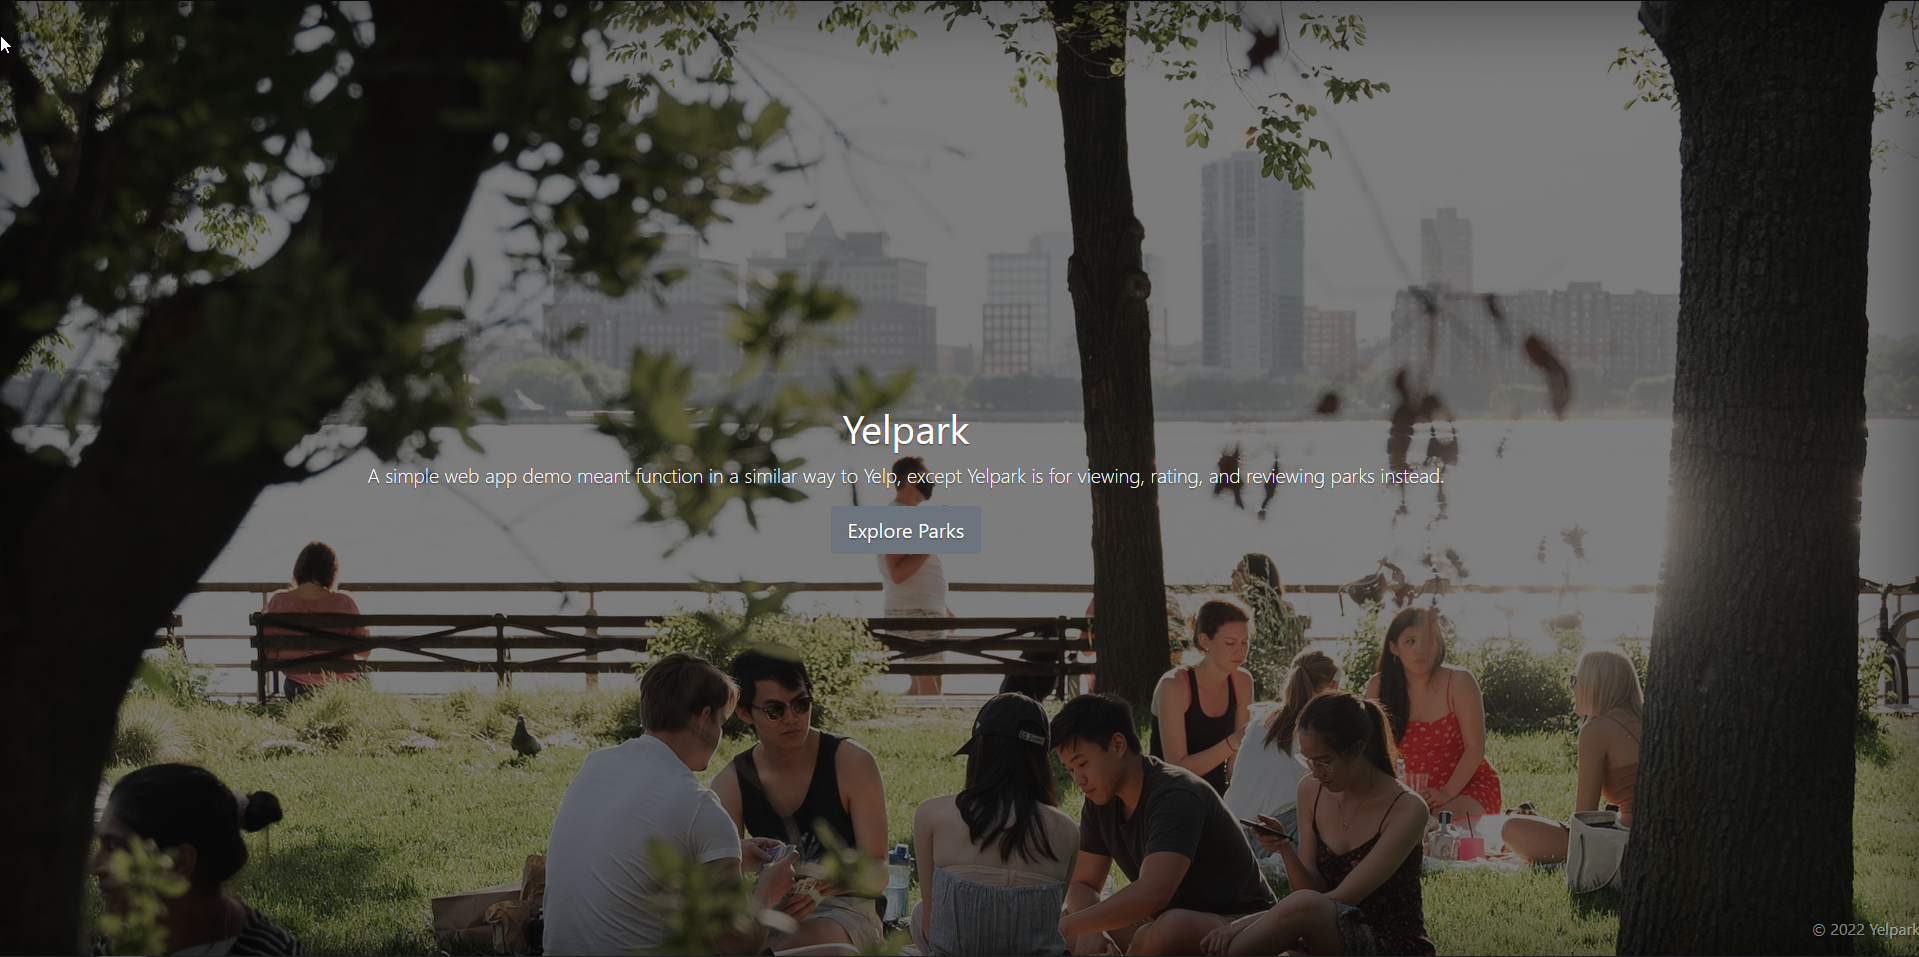 Yelpark
A simple web app demo meant function in a similar way to Yelp, except Yelpark is for viewing, rating, and reviewing parks instead.
Explore Parks
© 2022 Yelpark